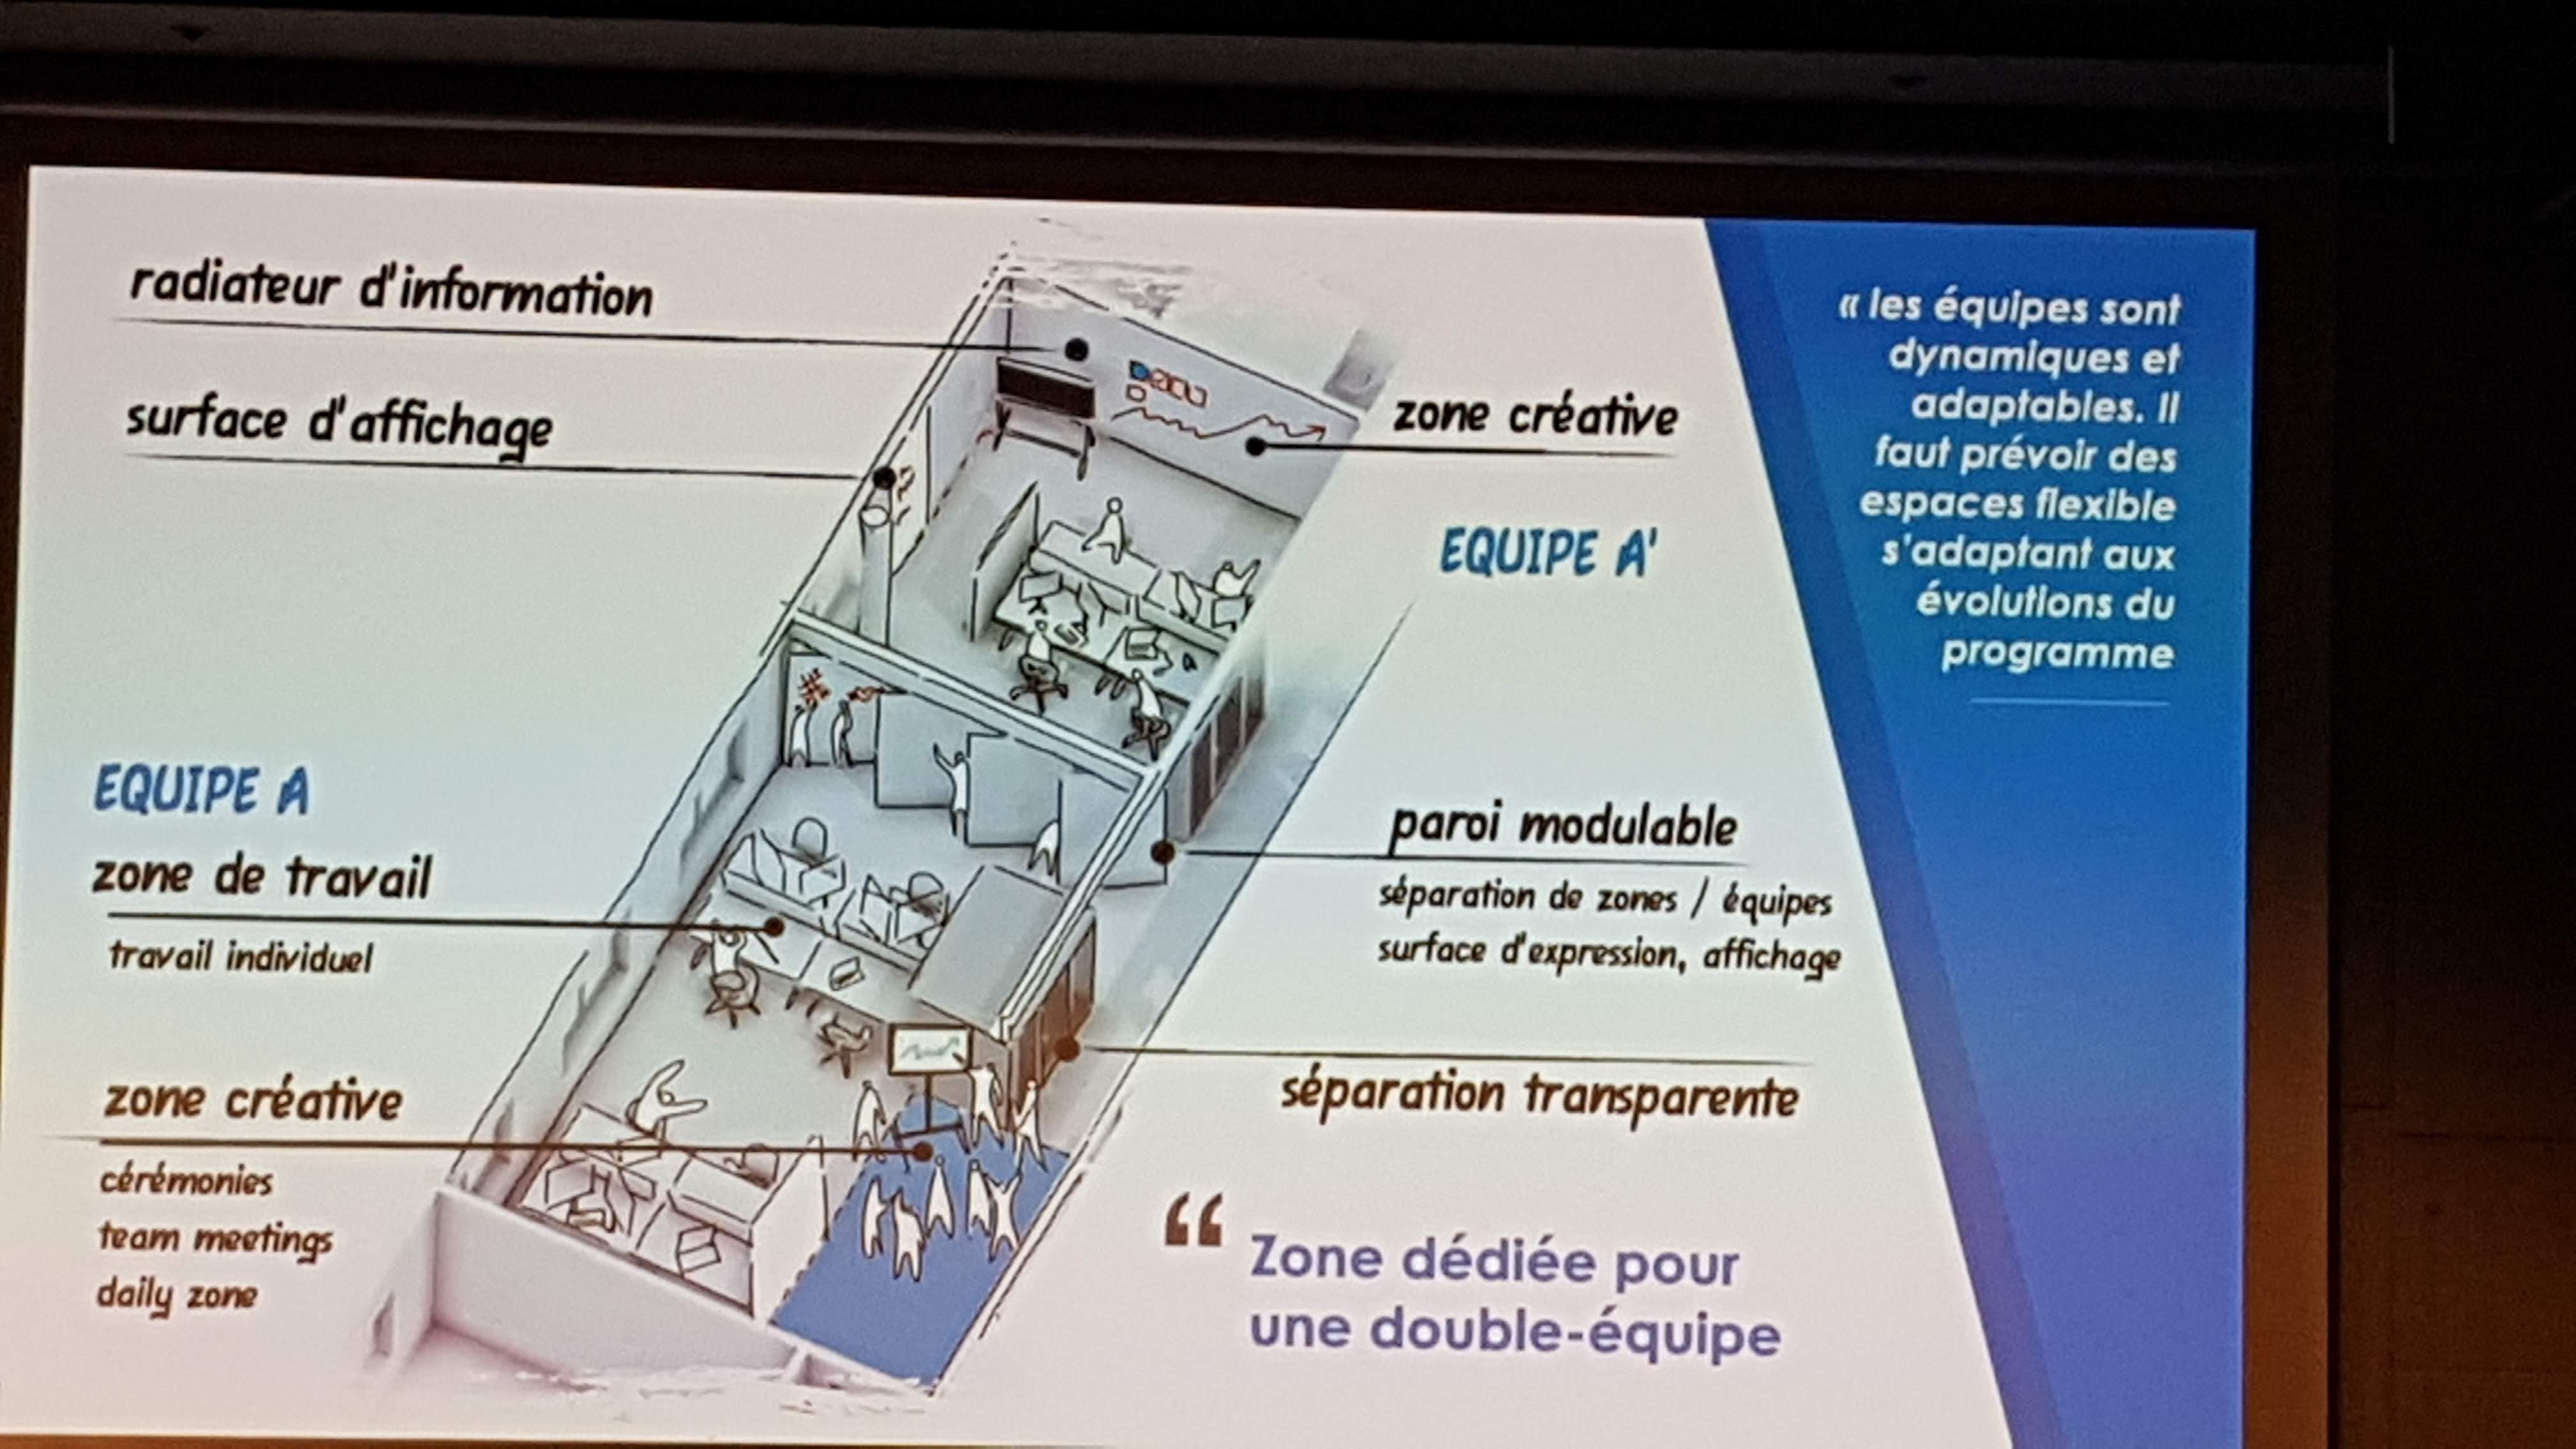 radiateur d'information
surface d'affichage
zone créative
EQUIPE A'
EQUIPE A
zone de travail
travail individuel
zone créative
cérémonies
team meetings
daily zone
paroi modulable
séparation de zones / équipes
surface d'expression, affichage
séparation transparente
“ Zone dédiée pour
une double-équipe
« les équipes sont
dynamiques et
adaptables. Il
faut prévoir des
espaces flexible
s'adaptant aux
évolutions du
programme